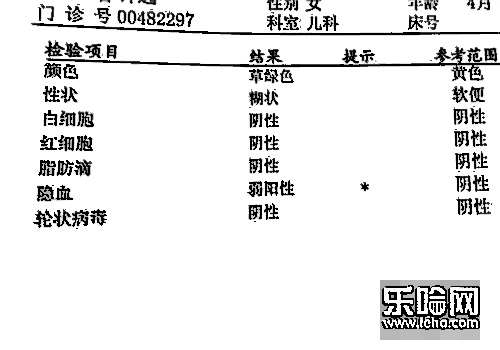 性别 女 年龄 4月
门诊号 00482297 科室 儿科 床号
检验项目 结果 提示 参考范围
颜色 草绿色 黄色
性状 糊状 软便
白细胞 阴性 阴性
红细胞 阴性 阴性
脂肪滴 阴性 阴性
隐血 弱阳性 * 阴性
轮状病毒 阴性 阴性
乐哈网
www.leha.com